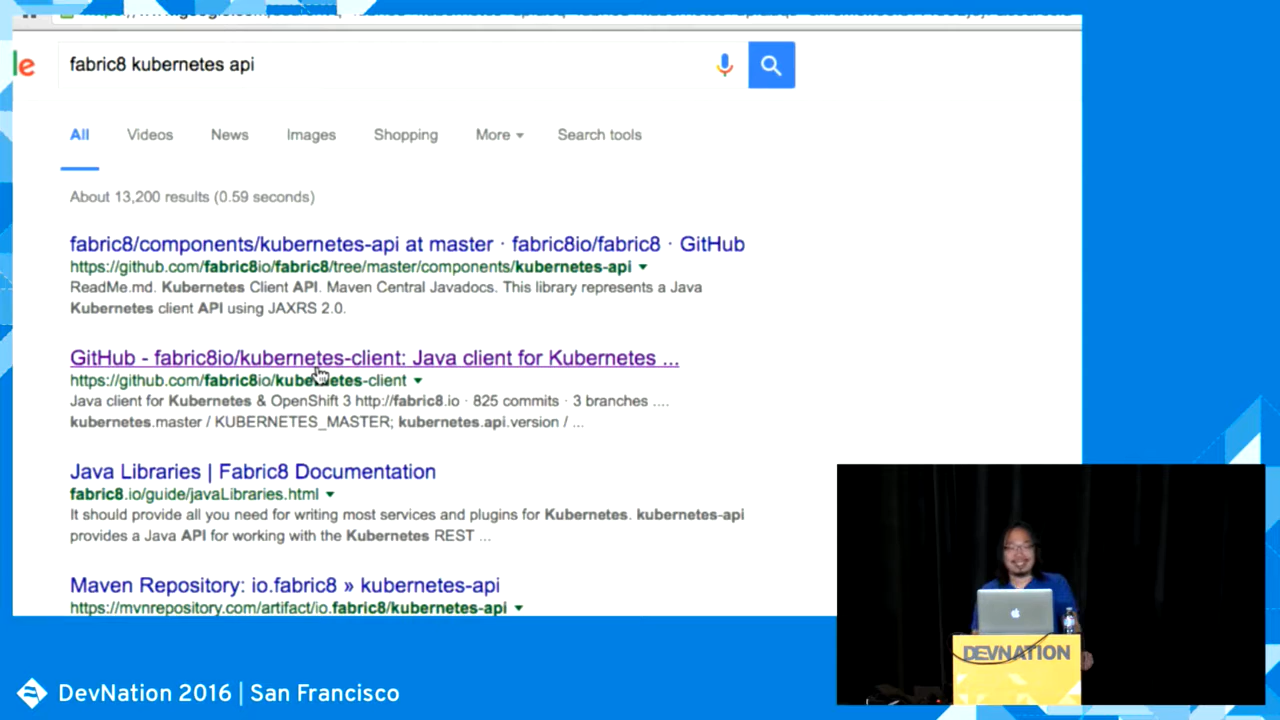 le
fabric8 kubernetes api
All Videos News Images Shopping More Search tools
About 13,200 results (0.59 seconds)
fabric8/components/kubernetes-api at master · fabric8io/fabric8 · GitHub
https://github.com/fabric8io/fabric8/tree/master/components/kubernetes-api
ReadMe.md. Kubernetes Client API. Maven Central Javadocs. This library represents a Java
Kubernetes client API using JAXRS 2.0.
GitHub - fabric8io/kubernetes-client: Java client for Kubernetes ...
https://github.com/fabric8io/kubernetes-client
Java client for Kubernetes & OpenShift 3 http://fabric8.io · 825 commits · 3 branches ....
kubernetes.master / KUBERNETES_MASTER; kubernetes.api.version / ...
Java Libraries | Fabric8 Documentation
fabric8.io/guide/javaLibraries.html
It should provide all you need for writing most services and plugins for Kubernetes. kubernetes-api
provides a Java API for working with the Kubernetes REST ...
Maven Repository: io.fabric8 » kubernetes-api
https://mvnrepository.com/artifact/io.fabric8/kubernetes-api
DEVNATION
DevNation 2016 | San Francisco